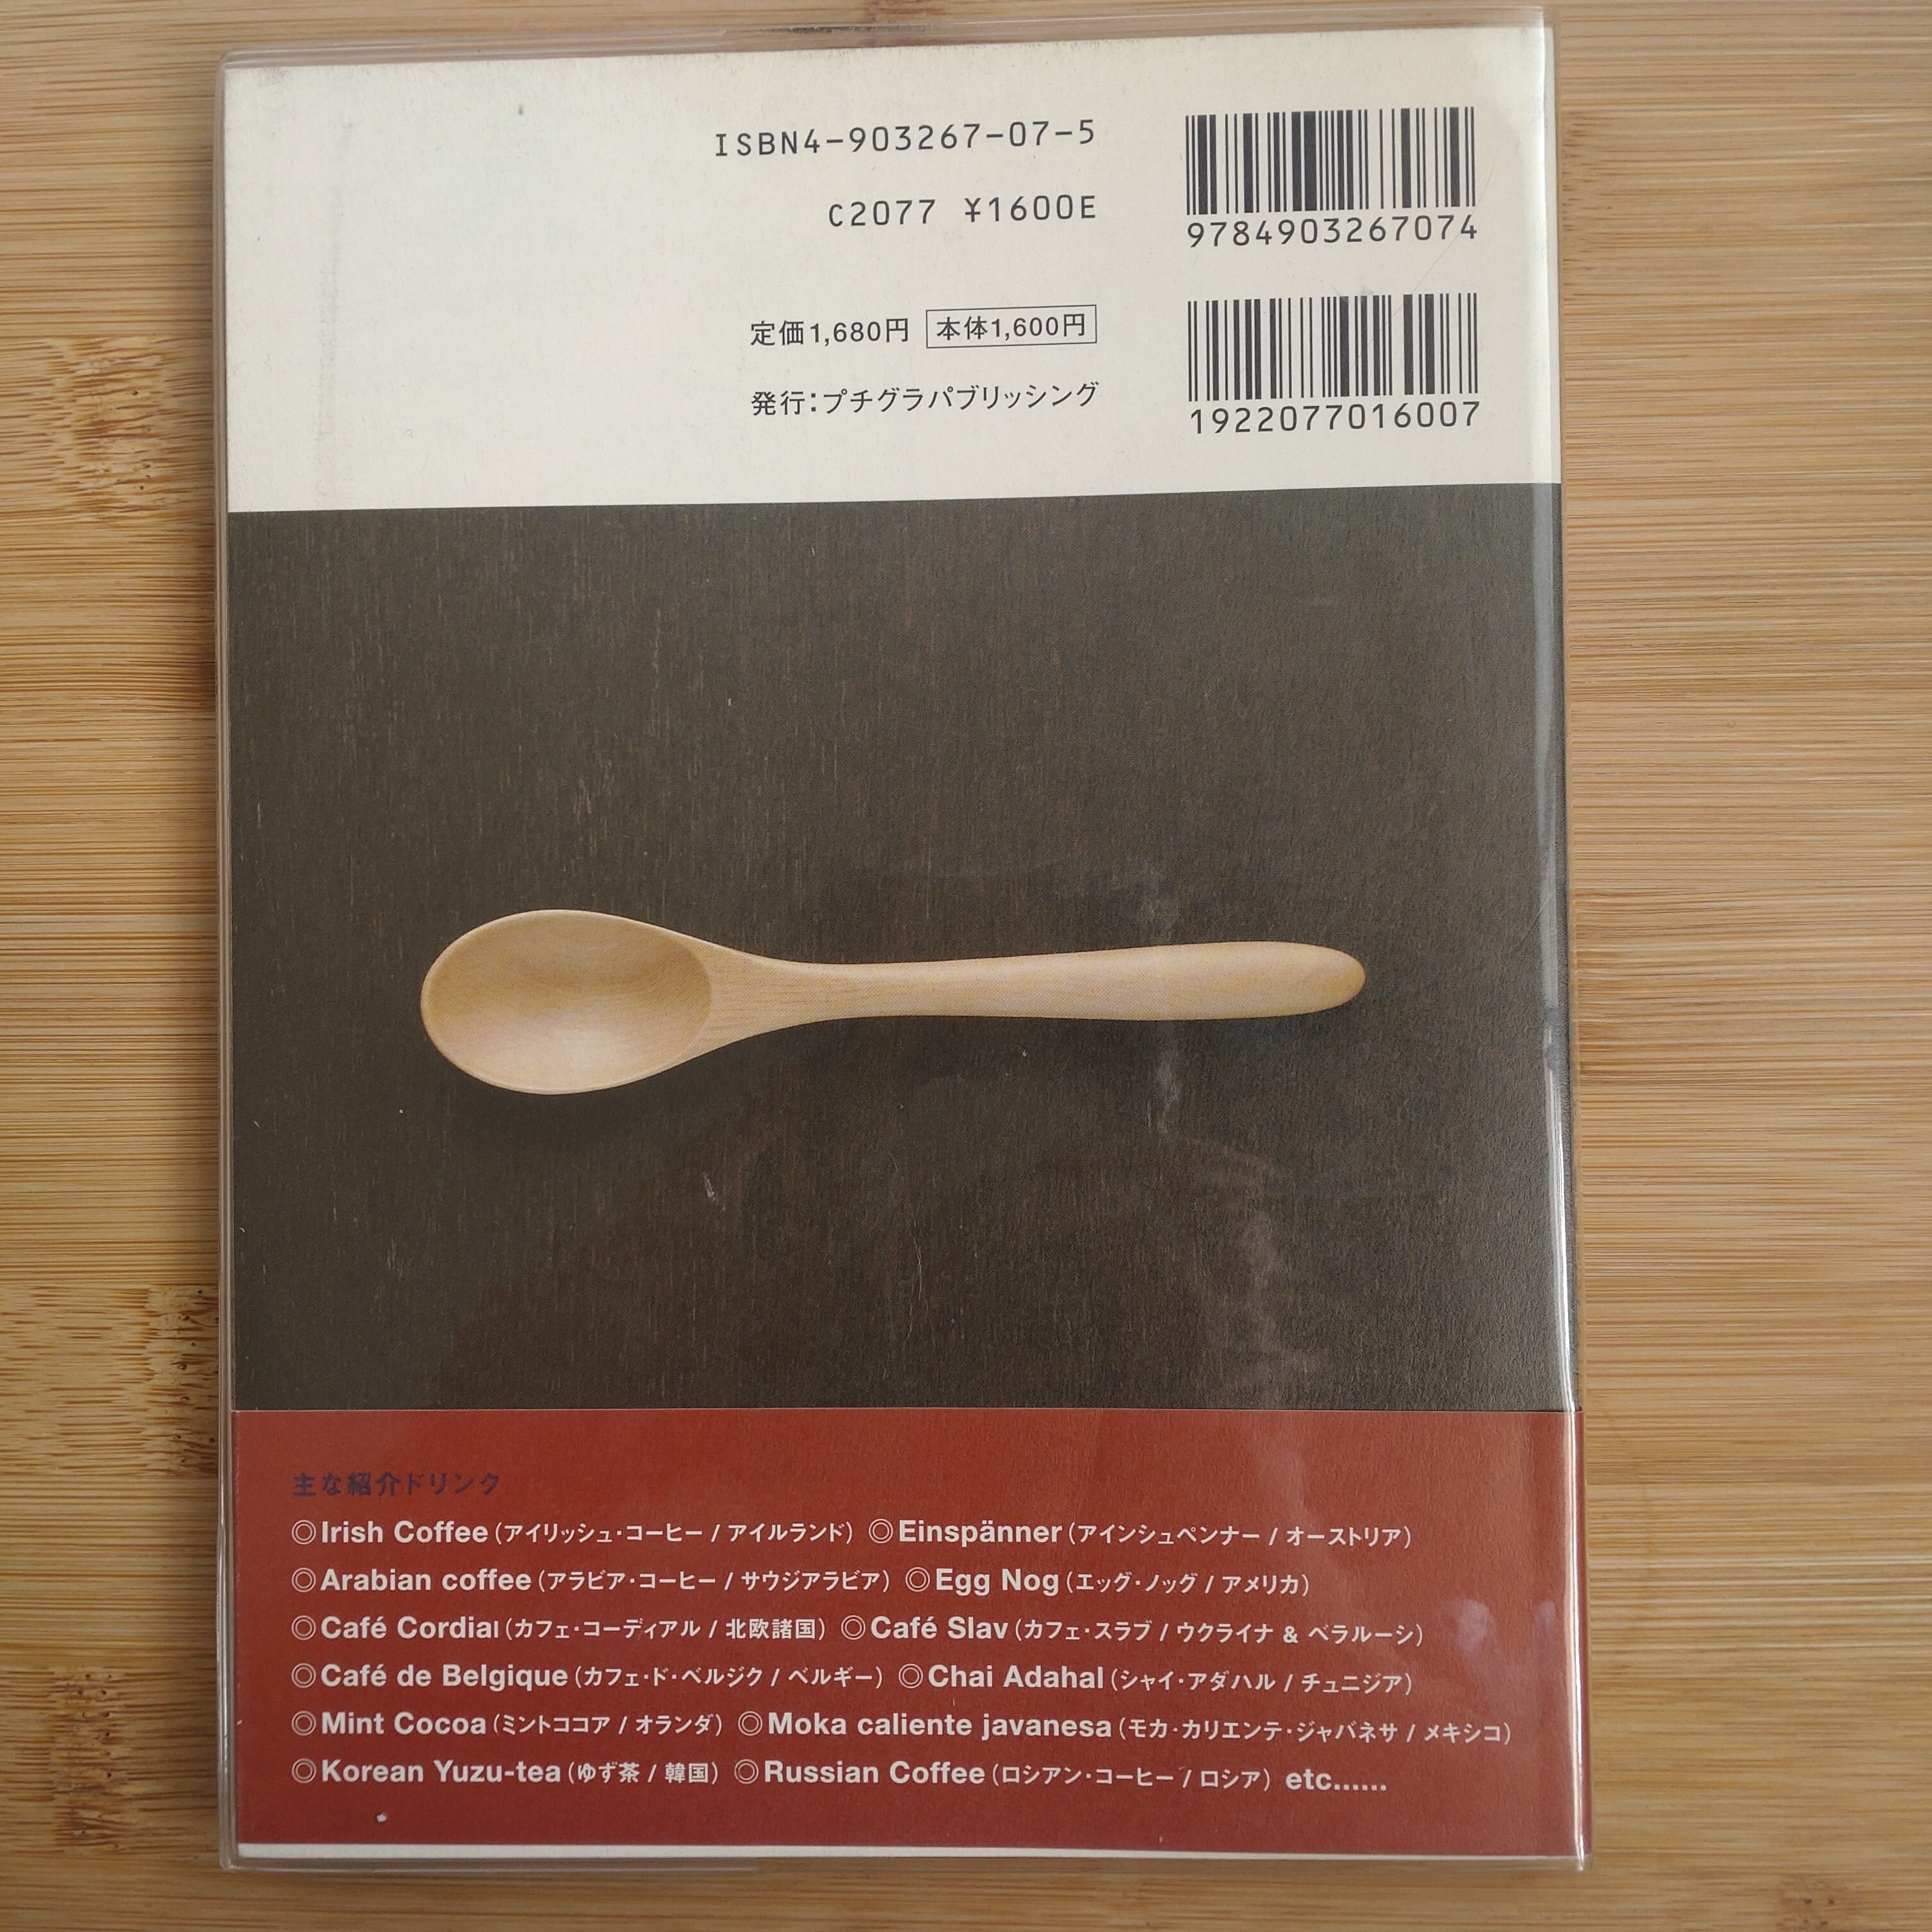 ISBN4-903267-07-5
C2077 ¥1600E
9784903267074
定価1,680円 本体1,600円
発行：プチグラパブリッシング
1922077016007
主な紹介ドリンク
◎Irish Coffee（アイリッシュ・コーヒー / アイルランド） ◎Einspänner（アインシュペンナー / オーストリア）
◎Arabian coffee（アラビア・コーヒー / サウジアラビア） ◎Egg Nog（エッグ・ノッグ / アメリカ）
◎Café Cordial（カフェ・コーディアル / 北欧諸国） ◎Café Slav（カフェ・スラブ / ウクライナ & ベラルーシ）
◎Café de Belgique（カフェ・ド・ベルジク / ベルギー） ◎Chai Adahal（シャイ・アダハル / チュニジア）
◎Mint Cocoa（ミントココア / オランダ） ◎Moka caliente javanesa（モカ・カリエンテ・ジャバネサ / メキシコ）
◎Korean Yuzu-tea（ゆず茶 / 韓国） ◎Russian Coffee（ロシアン・コーヒー / ロシア） etc......